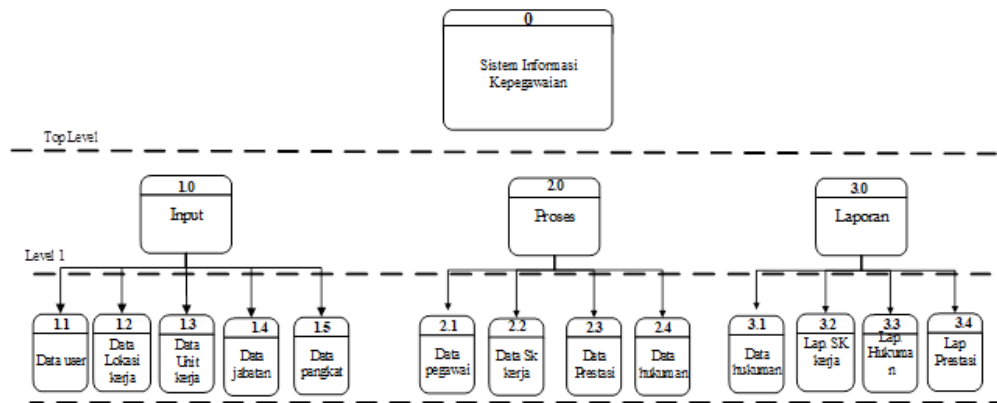 0
Sistem Informasi
Kepegawaian
Top Level
1.0
Input
2.0
Proses
3.0
Laporan
Level 1
1.1
Data user
1.2
Data
Lokasi
kerja
1.3
Data
Unit
kerja
1.4
Data
jabatan
1.5
Data
pangkat
2.1
Data
pegawai
2.2
Data Sk
kerja
2.3
Data
Prestasi
2.4
Data
hukuman
3.1
Data
hukuman
3.2
Lap. SK
kerja
3.3
Lap.
Hukuma
n
3.4
Lap
Prestasi